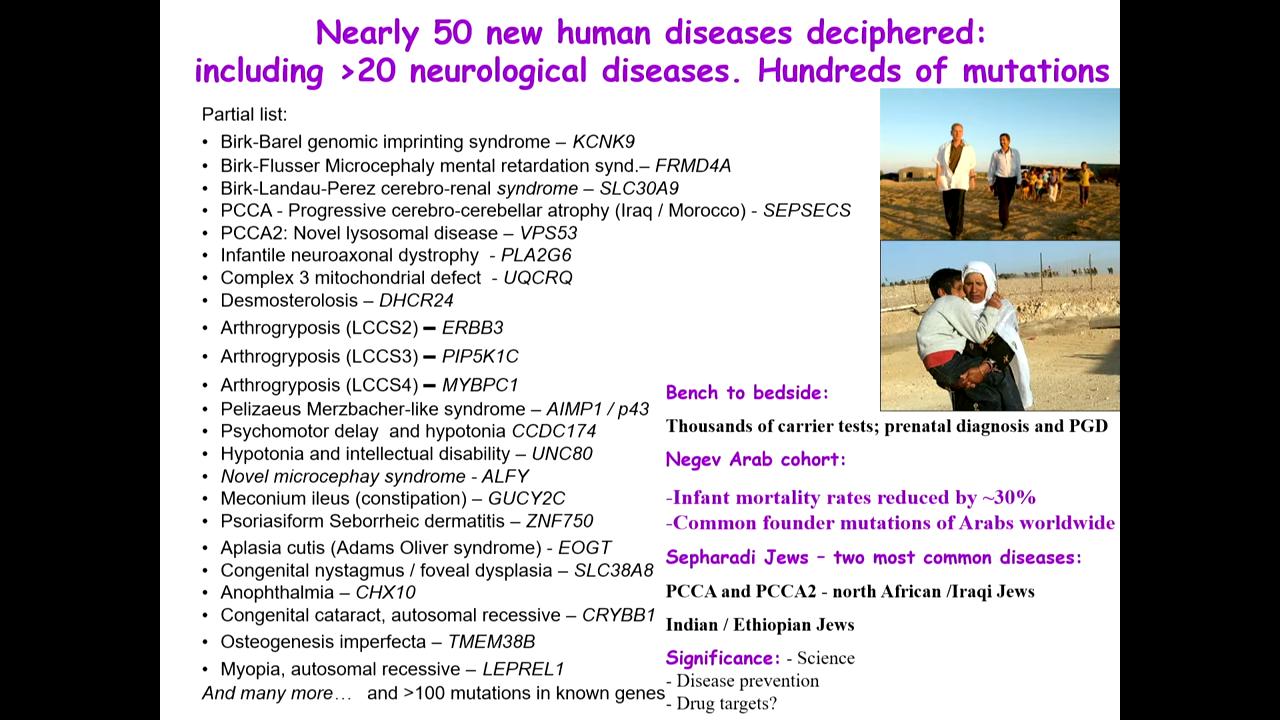 Nearly 50 new human diseases deciphered:
including >20 neurological diseases. Hundreds of mutations
Partial list:
• Birk-Barel genomic imprinting syndrome – KCNK9
• Birk-Flusser Microcephaly mental retardation synd.– FRMD4A
• Birk-Landau-Perez cerebro-renal syndrome – SLC30A9
• PCCA - Progressive cerebro-cerebellar atrophy (Iraq / Morocco) - SEPSECS
• PCCA2: Novel lysosomal disease – VPS53
• Infantile neuroaxonal dystrophy - PLA2G6
• Complex 3 mitochondrial defect - UQCRQ
• Desmosterolosis – DHCR24
• Arthrogryposis (LCCS2) – ERBB3
• Arthrogryposis (LCCS3) – PIP5K1C
• Arthrogryposis (LCCS4) – MYBPC1
• Pelizaeus Merzbacher-like syndrome – AIMP1 / p43
• Psychomotor delay and hypotonia CCDC174
• Hypotonia and intellectual disability – UNC80
• Novel microcephay syndrome - ALFY
• Meconium ileus (constipation) – GUCY2C
• Psoriasiform Seborrheic dermatitis – ZNF750
• Aplasia cutis (Adams Oliver syndrome) - EOGT
• Congenital nystagmus / foveal dysplasia – SLC38A8
• Anophthalmia – CHX10
• Congenital cataract, autosomal recessive – CRYBB1
• Osteogenesis imperfecta – TMEM38B
• Myopia, autosomal recessive – LEPREL1
And many more… and >100 mutations in known genes
Bench to bedside:
Thousands of carrier tests; prenatal diagnosis and PGD
Negev Arab cohort:
-Infant mortality rates reduced by ~30%
-Common founder mutations of Arabs worldwide
Sepharadi Jews – two most common diseases:
PCCA and PCCA2 - north African /Iraqi Jews
Indian / Ethiopian Jews
Significance: - Science
- Disease prevention
- Drug targets?